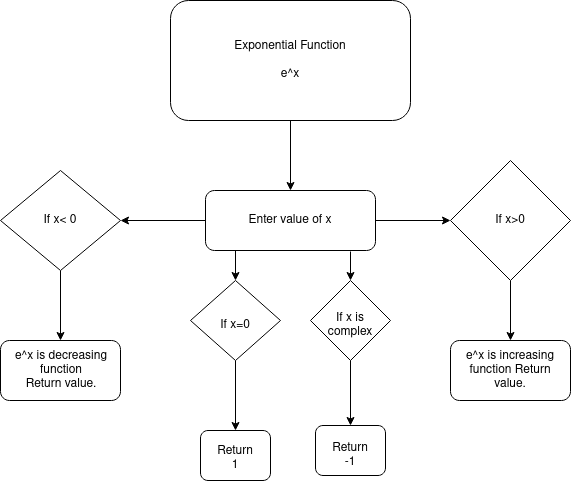 Exponential Function
e^x
If x< 0
Enter value of x
If x>0
If x=0
If x is
complex
e^x is decreasing
function
Return value.
e^x is increasing
function Return
value.
Return
1
Return
-1